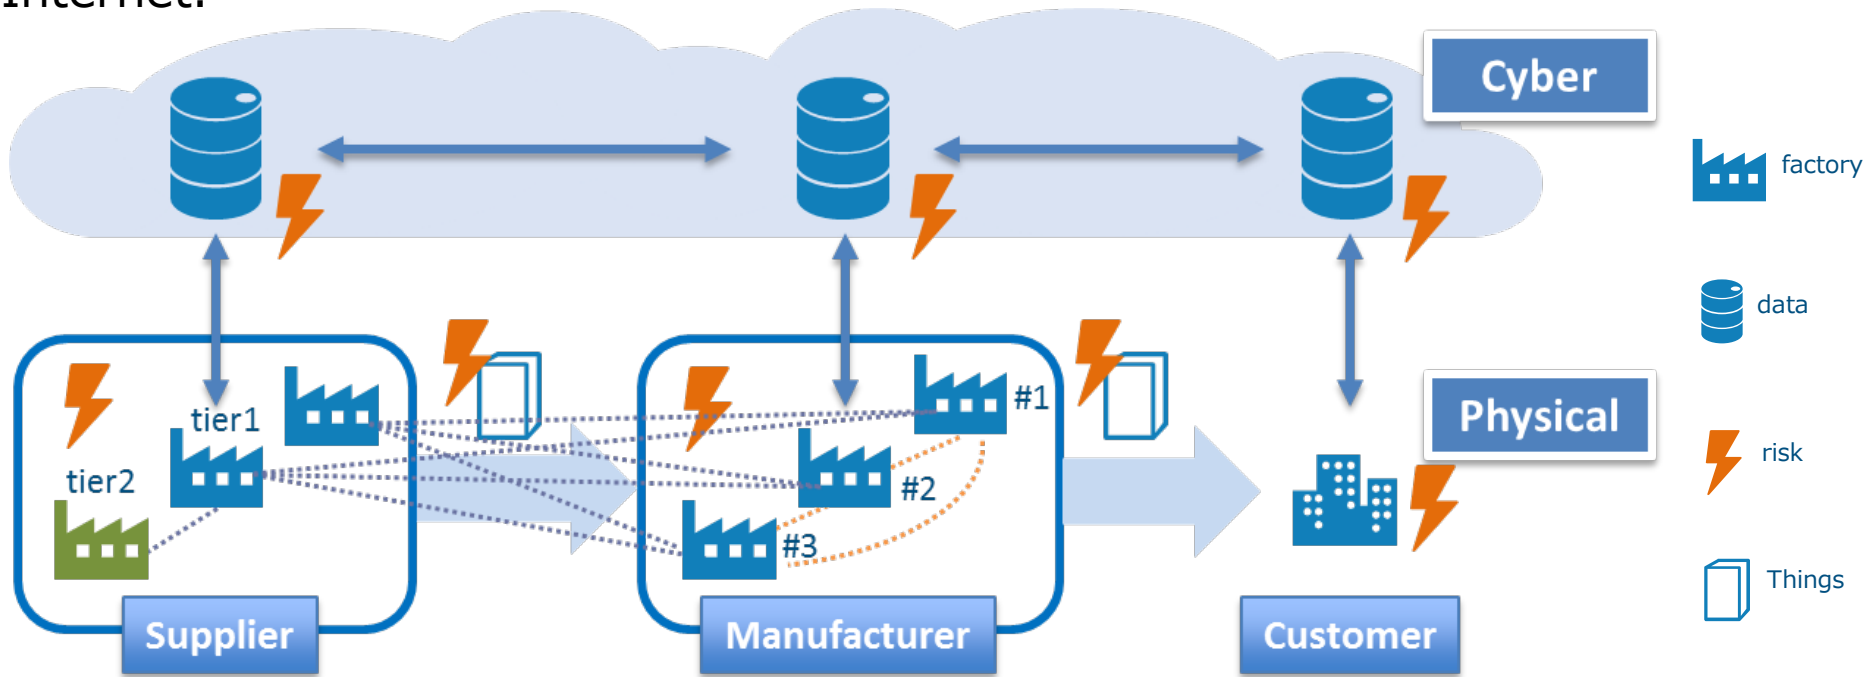 Internet.
Cyber
factory
data
tier1
#1
Physical
tier2
#2
risk
#3
Things
Supplier
Manufacturer
Customer